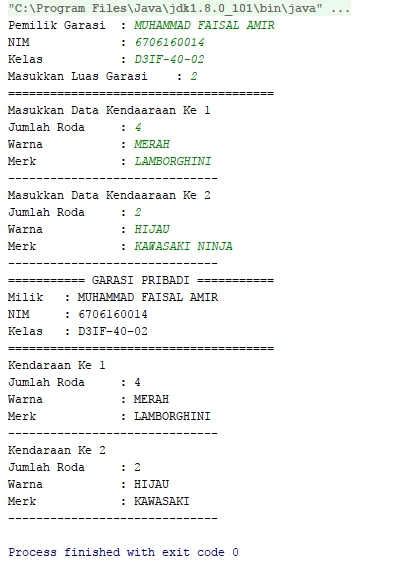 "C:\Program Files\Java\jdk1.8.0_101\bin\java" ...
Pemilik Garasi : MUHAMMAD FAISAL AMIR
NIM : 6706160014
Kelas : D3IF-40-02
Masukkan Luas Garasi : 2
======================================
Masukkan Data Kendaaraan Ke 1
Jumlah Roda : 4
Warna : MERAH
Merk : LAMBORGHINI
------------------------------
Masukkan Data Kendaaraan Ke 2
Jumlah Roda : 2
Warna : HIJAU
Merk : KAWASAKI NINJA
------------------------------
=========== GARASI PRIBADI ===========
Milik : MUHAMMAD FAISAL AMIR
NIM : 6706160014
Kelas : D3IF-40-02
======================================
Kendaraan Ke 1
Jumlah Roda : 4
Warna : MERAH
Merk : LAMBORGHINI
------------------------------
Kendaraan Ke 2
Jumlah Roda : 2
Warna : HIJAU
Merk : KAWASAKI
------------------------------
Process finished with exit code 0